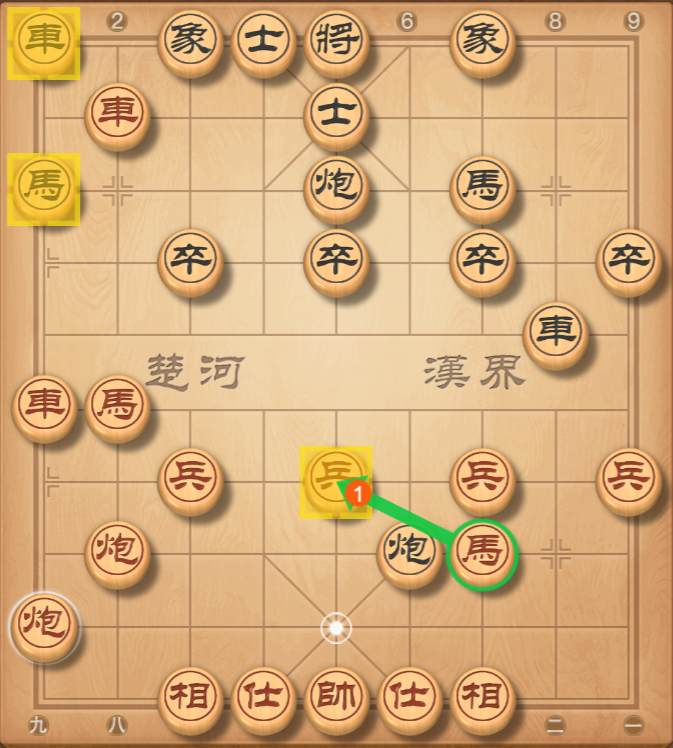 2 6 8 9
車 象 士 將 象
車 士
馬 炮 馬
卒 卒 卒 卒
車
楚河 漢界
車 馬
兵 兵 1 兵 兵
炮 炮 馬
炮
相 仕 帥 仕 相
九 八 二 一